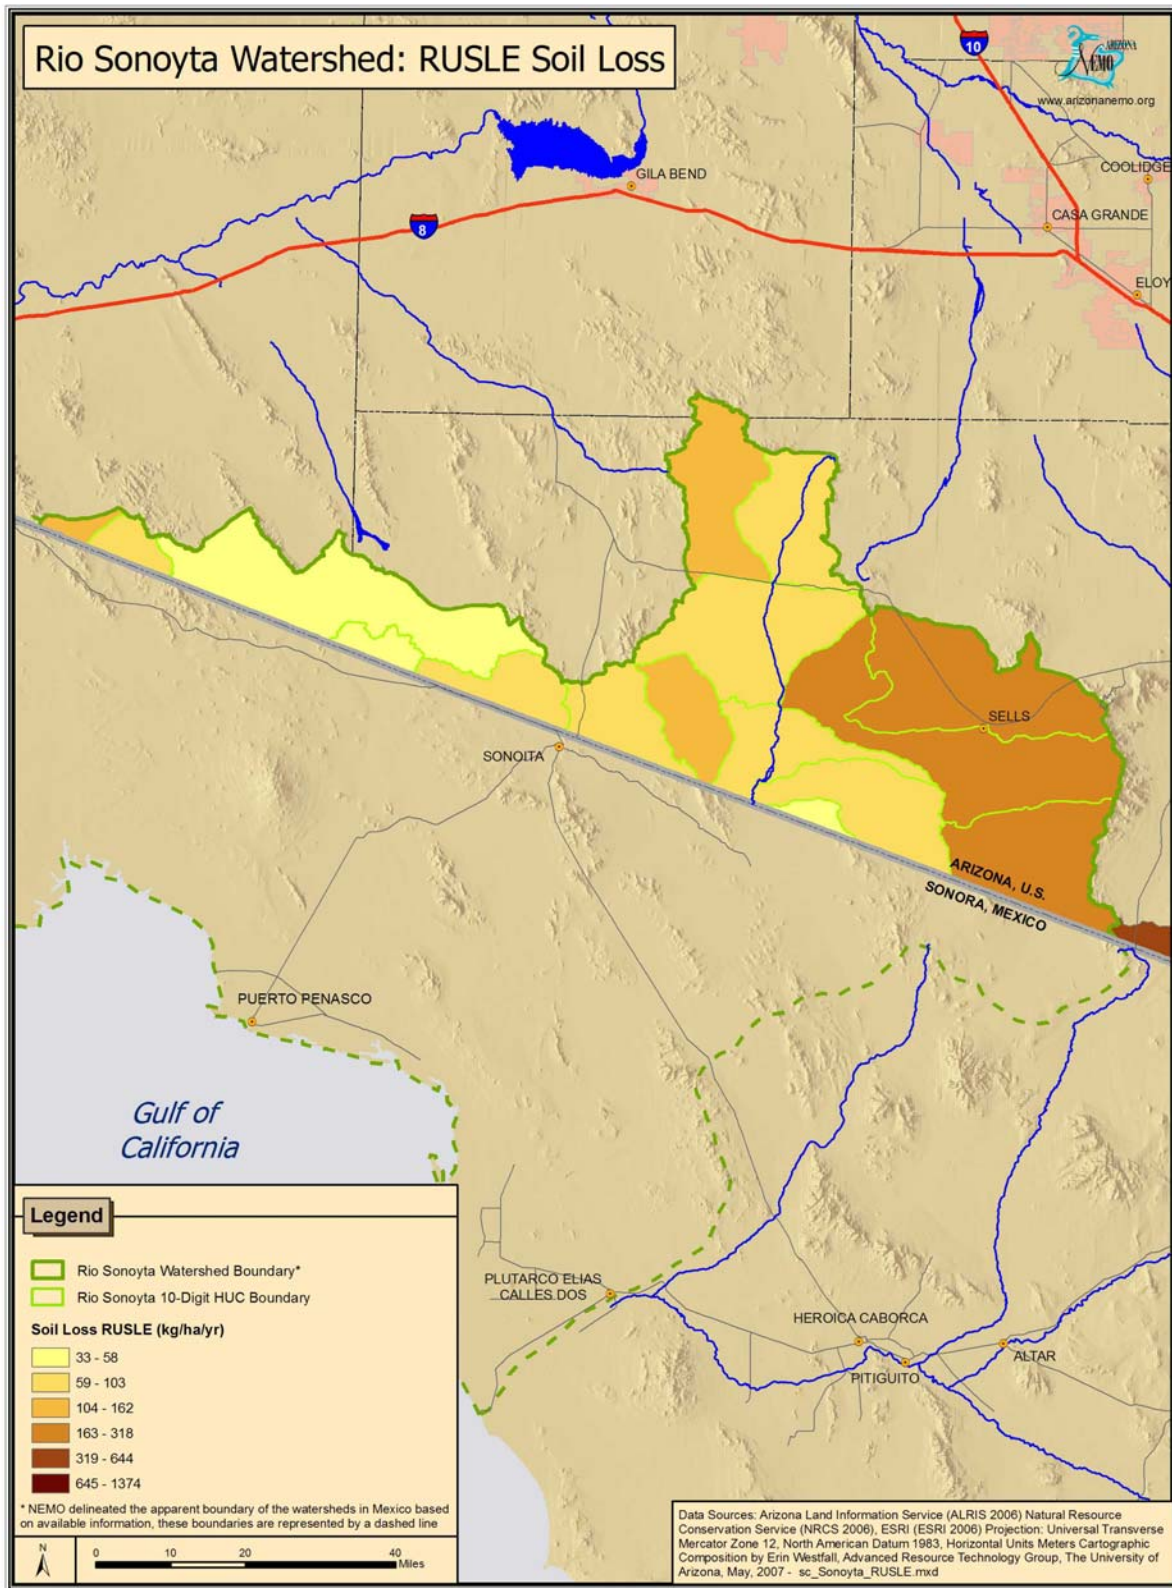 Rio Sonoyta Watershed: RUSLE Soil Loss
10
ARIZONA
NEMO
www.arizonanemo.org
COOLIDGE
GILA BEND
CASA GRANDE
8
ELOY
SELLS
SONOITA
ARIZONA, U.S.
SONORA, MEXICO
PUERTO PENASCO
Gulf of
California
Legend
Rio Sonoyta Watershed Boundary*
Rio Sonoyta 10-Digit HUC Boundary
Soil Loss RUSLE (kg/ha/yr)
33 - 58
59 - 103
104 - 162
163 - 318
319 - 644
645 - 1374
* NEMO delineated the apparent boundary of the watersheds in Mexico based
on available information, these boundaries are represented by a dashed line
N
0 10 20 40
Miles
PLUTARCO ELIAS
CALLES DOS
HEROICA CABORCA
PITIGUITO
ALTAR
Data Sources: Arizona Land Information Service (ALRIS 2006) Natural Resource
Conservation Service (NRCS 2006), ESRI (ESRI 2006) Projection: Universal Transverse
Mercator Zone 12, North American Datum 1983, Horizontal Units Meters Cartographic
Composition by Erin Westfall, Advanced Resource Technology Group, The University of
Arizona, May, 2007 - sc_Sonoyta_RUSLE.mxd